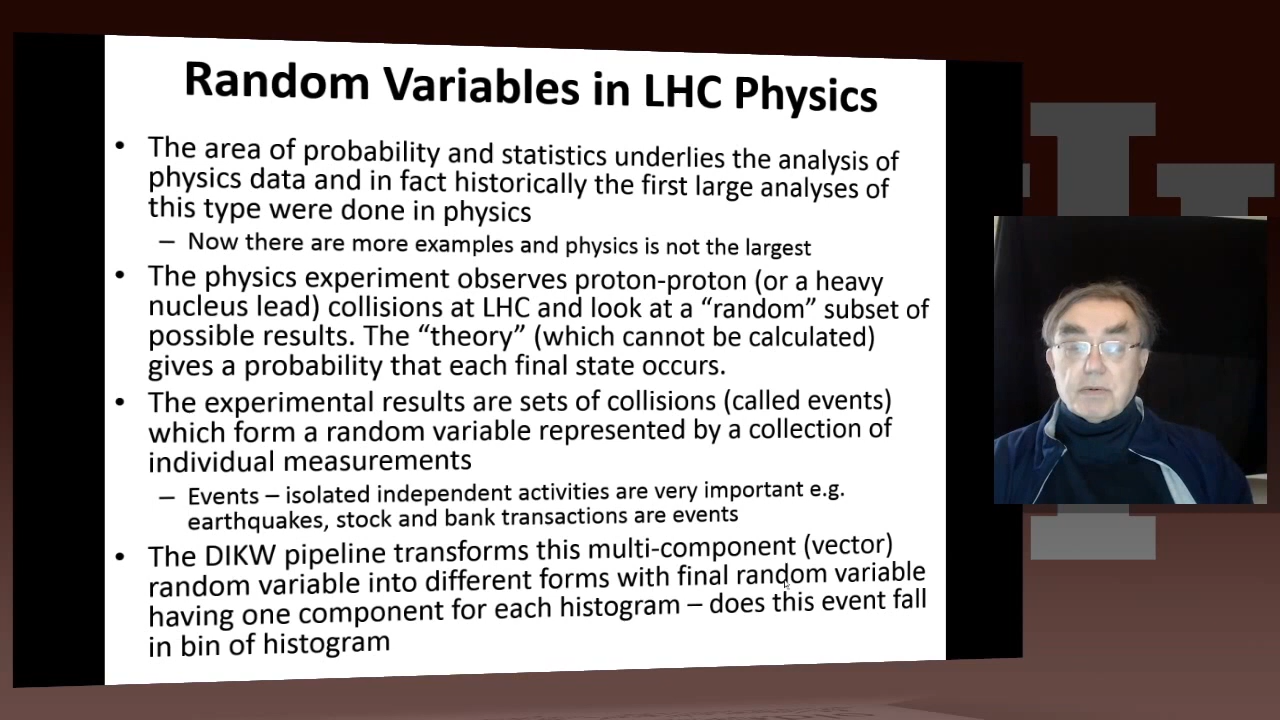 Random Variables in LHC Physics
• The area of probability and statistics underlies the analysis of
physics data and in fact historically the first large analyses of
this type were done in physics
– Now there are more examples and physics is not the largest
• The physics experiment observes proton-proton (or a heavy
nucleus lead) collisions at LHC and look at a “random” subset of
possible results. The “theory” (which cannot be calculated)
gives a probability that each final state occurs.
• The experimental results are sets of collisions (called events)
which form a random variable represented by a collection of
individual measurements
– Events – isolated independent activities are very important e.g.
earthquakes, stock and bank transactions are events
• The DIKW pipeline transforms this multi-component (vector)
random variable into different forms with final random variable
having one component for each histogram – does this event fall
in bin of histogram